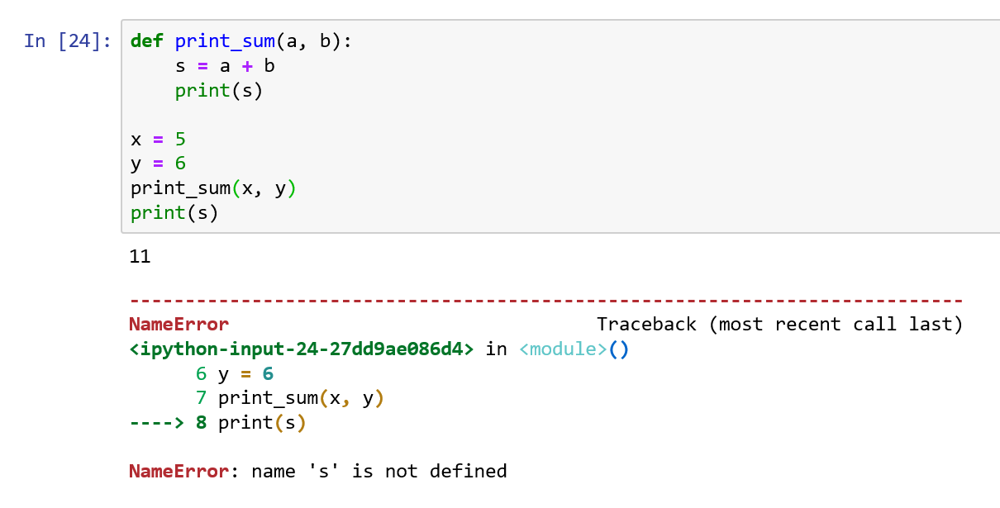 In [24]: def print_sum(a, b):
    s = a + b
    print(s)

x = 5
y = 6
print_sum(x, y)
print(s)
11
---------------------------------------------------------------------------
NameError                                 Traceback (most recent call last)
<ipython-input-24-27dd9ae086d4> in <module>()
      6 y = 6
      7 print_sum(x, y)
----> 8 print(s)

NameError: name 's' is not defined